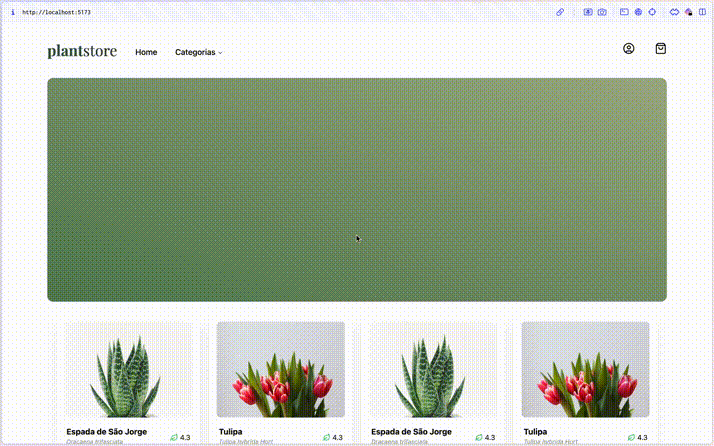 http://localhost:5173
plantstore Home Categorias
Espada de São Jorge 4.3 Tulipa 4.3 Espada de São Jorge 4.3 Tulipa 4.3
Dracaena trifasciata Tulipa hybrida Hort. Dracaena trifasciata Tulipa hybrida Hort.